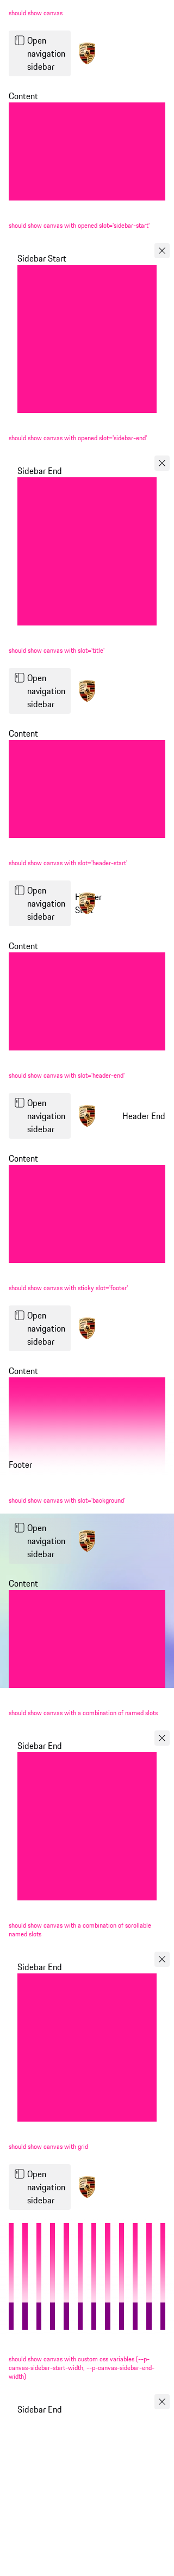 should show canvas
Open
navigation
sidebar
Content
should show canvas with opened slot='sidebar-start'
Sidebar Start
should show canvas with opened slot='sidebar-end'
Sidebar End
should show canvas with slot='title'
Open
navigation
sidebar
Content
should show canvas with slot='header-start'
Open
navigation
sidebar
Header
Start
Content
should show canvas with slot='header-end'
Open
navigation
sidebar
Header End
Content
should show canvas with sticky slot='footer'
Open
navigation
sidebar
Content
Footer
should show canvas with slot='background'
Open
navigation
sidebar
Content
should show canvas with a combination of named slots
Sidebar End
should show canvas with a combination of scrollable
named slots
Sidebar End
should show canvas with grid
Open
navigation
sidebar
should show canvas with custom css variables (--p-
canvas-sidebar-start-width, --p-canvas-sidebar-end-
width)
Sidebar End